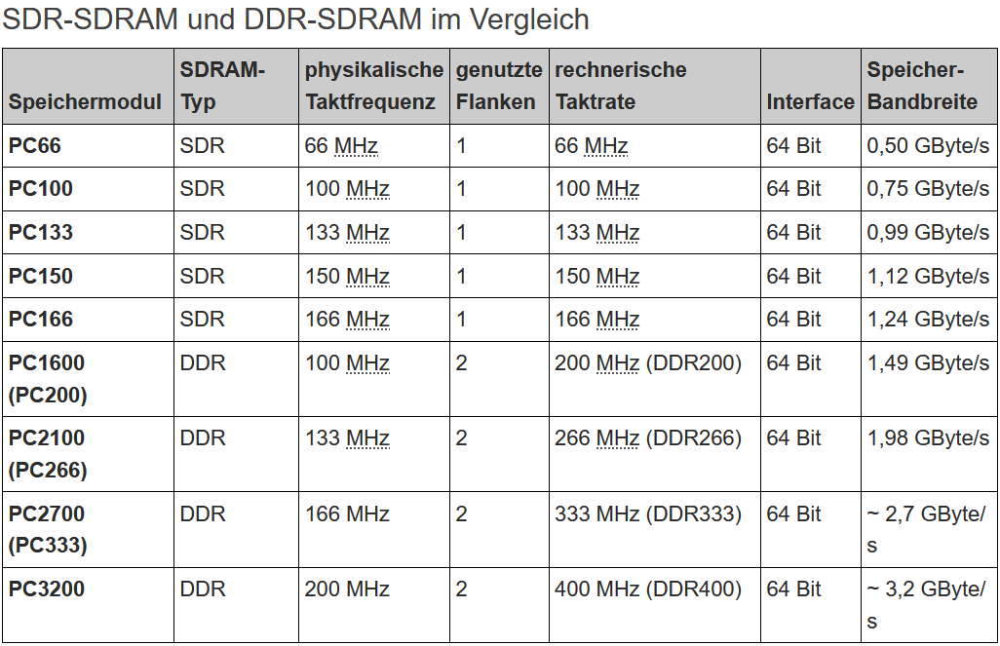 SDR-SDRAM und DDR-SDRAM im Vergleich
Speichermodul SDRAM-Typ physikalische Taktfrequenz genutzte Flanken rechnerische Taktrate Interface Speicher-Bandbreite
PC66 SDR 66 MHz 1 66 MHz 64 Bit 0,50 GByte/s
PC100 SDR 100 MHz 1 100 MHz 64 Bit 0,75 GByte/s
PC133 SDR 133 MHz 1 133 MHz 64 Bit 0,99 GByte/s
PC150 SDR 150 MHz 1 150 MHz 64 Bit 1,12 GByte/s
PC166 SDR 166 MHz 1 166 MHz 64 Bit 1,24 GByte/s
PC1600 (PC200) DDR 100 MHz 2 200 MHz (DDR200) 64 Bit 1,49 GByte/s
PC2100 (PC266) DDR 133 MHz 2 266 MHz (DDR266) 64 Bit 1,98 GByte/s
PC2700 (PC333) DDR 166 MHz 2 333 MHz (DDR333) 64 Bit ~ 2,7 GByte/s
PC3200 DDR 200 MHz 2 400 MHz (DDR400) 64 Bit ~ 3,2 GByte/s